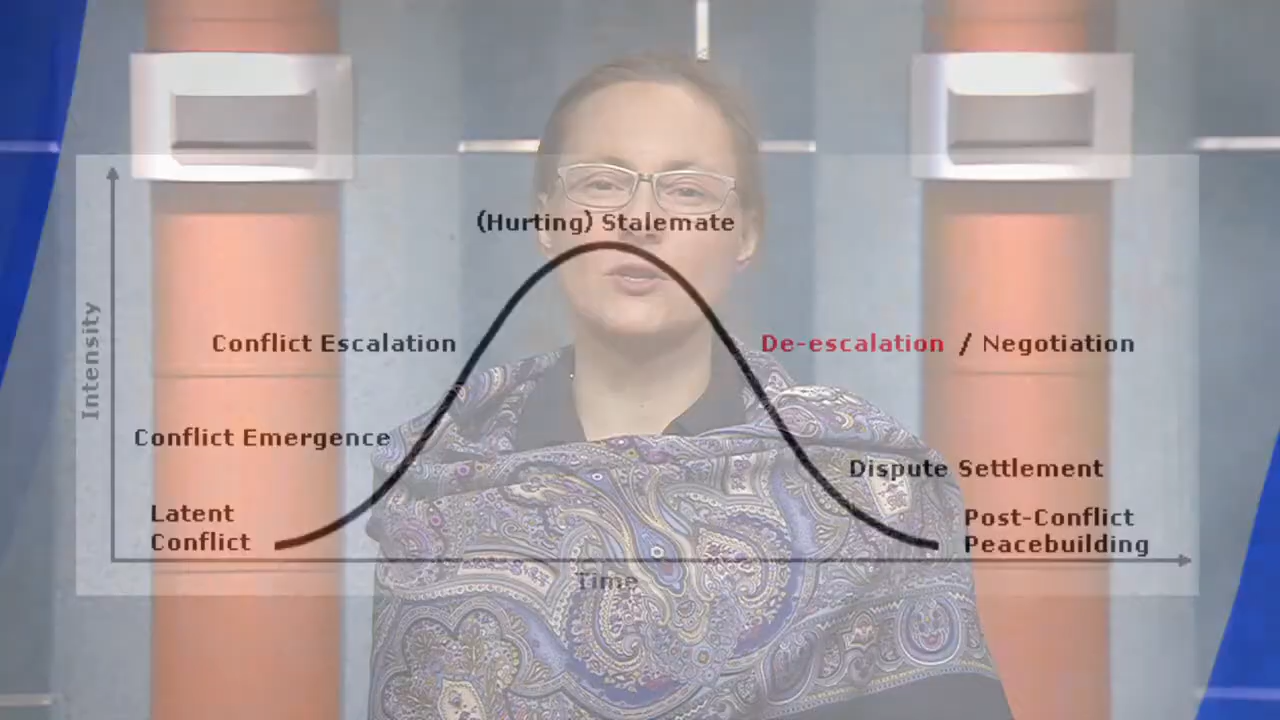 (Hurting) Stalemate
Intensity
Conflict Escalation
De-escalation / Negotiation
Conflict Emergence
Dispute Settlement
Latent
Conflict
Post-Conflict
Peacebuilding
Time